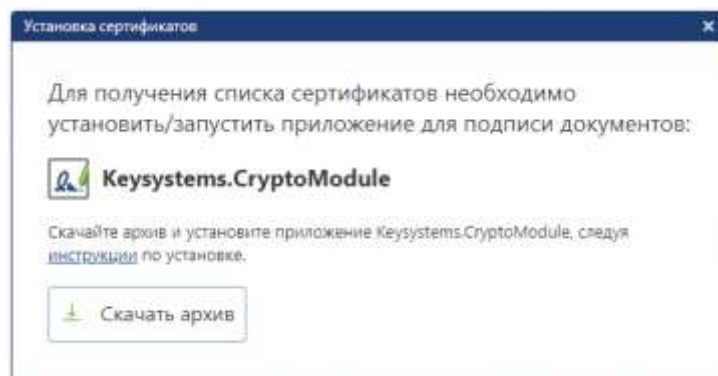 Установка сертификатов
Для получения списка сертификатов необходимо
установить/запустить приложение для подписи документов:
Keysystems.CryptoModule
Скачайте архив и установите приложение Keysystems.CryptoModule, следуя
инструкции по установке.
Скачать архив